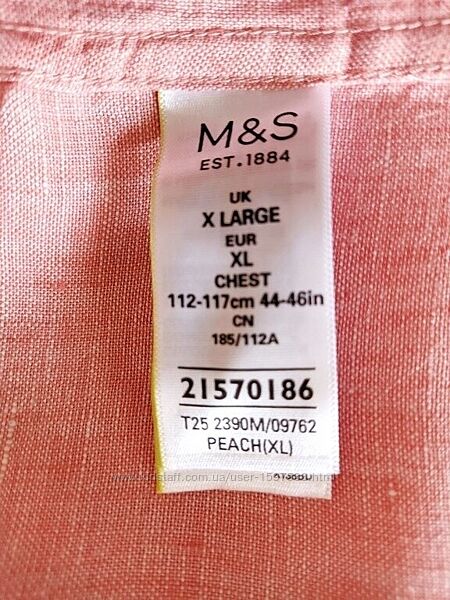 M&S
EST.1884
UK
X LARGE
EUR
XL
CHEST
112-117cm 44-46in
CN
185/112A
21570186
T25 2390M/09762
PEACH(XL)